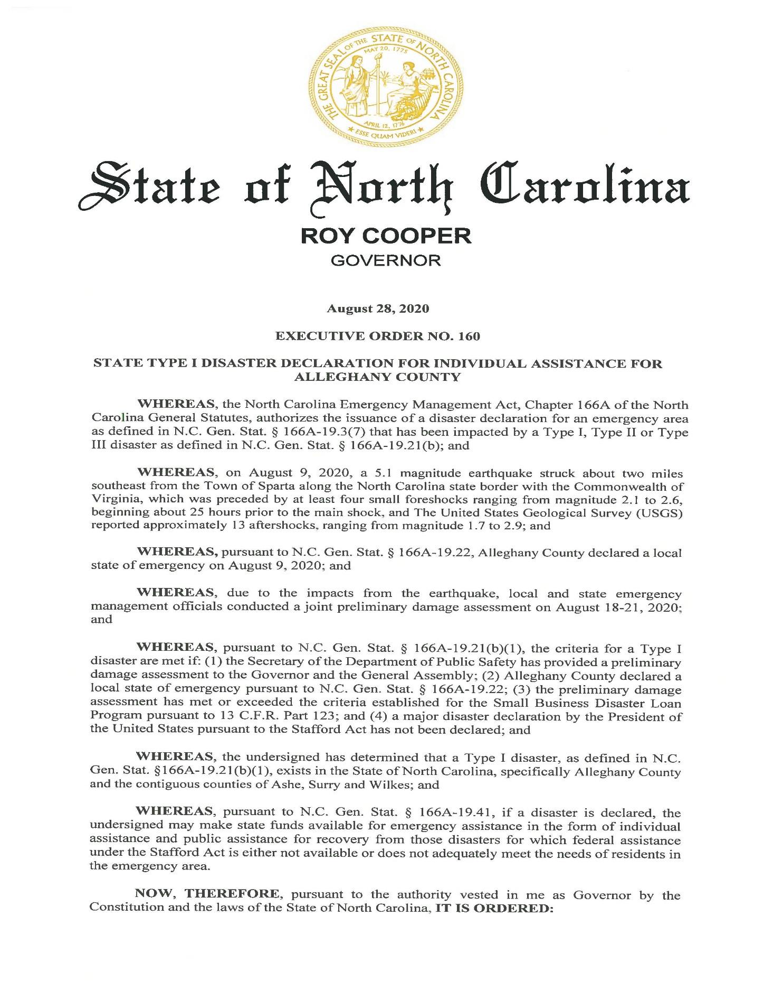 THE GREAT SEAL OF THE STATE OF NORTH CAROLINA
MAY 20, 1775
APRIL 12, 1776
★ ESSE QUAM VIDERI ★
State of North Carolina
ROY COOPER
GOVERNOR
August 28, 2020
EXECUTIVE ORDER NO. 160
STATE TYPE I DISASTER DECLARATION FOR INDIVIDUAL ASSISTANCE FOR
ALLEGHANY COUNTY
WHEREAS, the North Carolina Emergency Management Act, Chapter 166A of the North
Carolina General Statutes, authorizes the issuance of a disaster declaration for an emergency area
as defined in N.C. Gen. Stat. § 166A-19.3(7) that has been impacted by a Type I, Type II or Type
III disaster as defined in N.C. Gen. Stat. § 166A-19.21(b); and
WHEREAS, on August 9, 2020, a 5.1 magnitude earthquake struck about two miles
southeast from the Town of Sparta along the North Carolina state border with the Commonwealth of
Virginia, which was preceded by at least four small foreshocks ranging from magnitude 2.1 to 2.6,
beginning about 25 hours prior to the main shock, and The United States Geological Survey (USGS)
reported approximately 13 aftershocks, ranging from magnitude 1.7 to 2.9; and
WHEREAS, pursuant to N.C. Gen. Stat. § 166A-19.22, Alleghany County declared a local
state of emergency on August 9, 2020; and
WHEREAS, due to the impacts from the earthquake, local and state emergency
management officials conducted a joint preliminary damage assessment on August 18-21, 2020;
and
WHEREAS, pursuant to N.C. Gen. Stat. § 166A-19.21(b)(1), the criteria for a Type I
disaster are met if: (1) the Secretary of the Department of Public Safety has provided a preliminary
damage assessment to the Governor and the General Assembly; (2) Alleghany County declared a
local state of emergency pursuant to N.C. Gen. Stat. § 166A-19.22; (3) the preliminary damage
assessment has met or exceeded the criteria established for the Small Business Disaster Loan
Program pursuant to 13 C.F.R. Part 123; and (4) a major disaster declaration by the President of
the United States pursuant to the Stafford Act has not been declared; and
WHEREAS, the undersigned has determined that a Type I disaster, as defined in N.C.
Gen. Stat. §166A-19.21(b)(1), exists in the State of North Carolina, specifically Alleghany County
and the contiguous counties of Ashe, Surry and Wilkes; and
WHEREAS, pursuant to N.C. Gen. Stat. § 166A-19.41, if a disaster is declared, the
undersigned may make state funds available for emergency assistance in the form of individual
assistance and public assistance for recovery from those disasters for which federal assistance
under the Stafford Act is either not available or does not adequately meet the needs of residents in
the emergency area.
NOW, THEREFORE, pursuant to the authority vested in me as Governor by the
Constitution and the laws of the State of North Carolina, IT IS ORDERED: